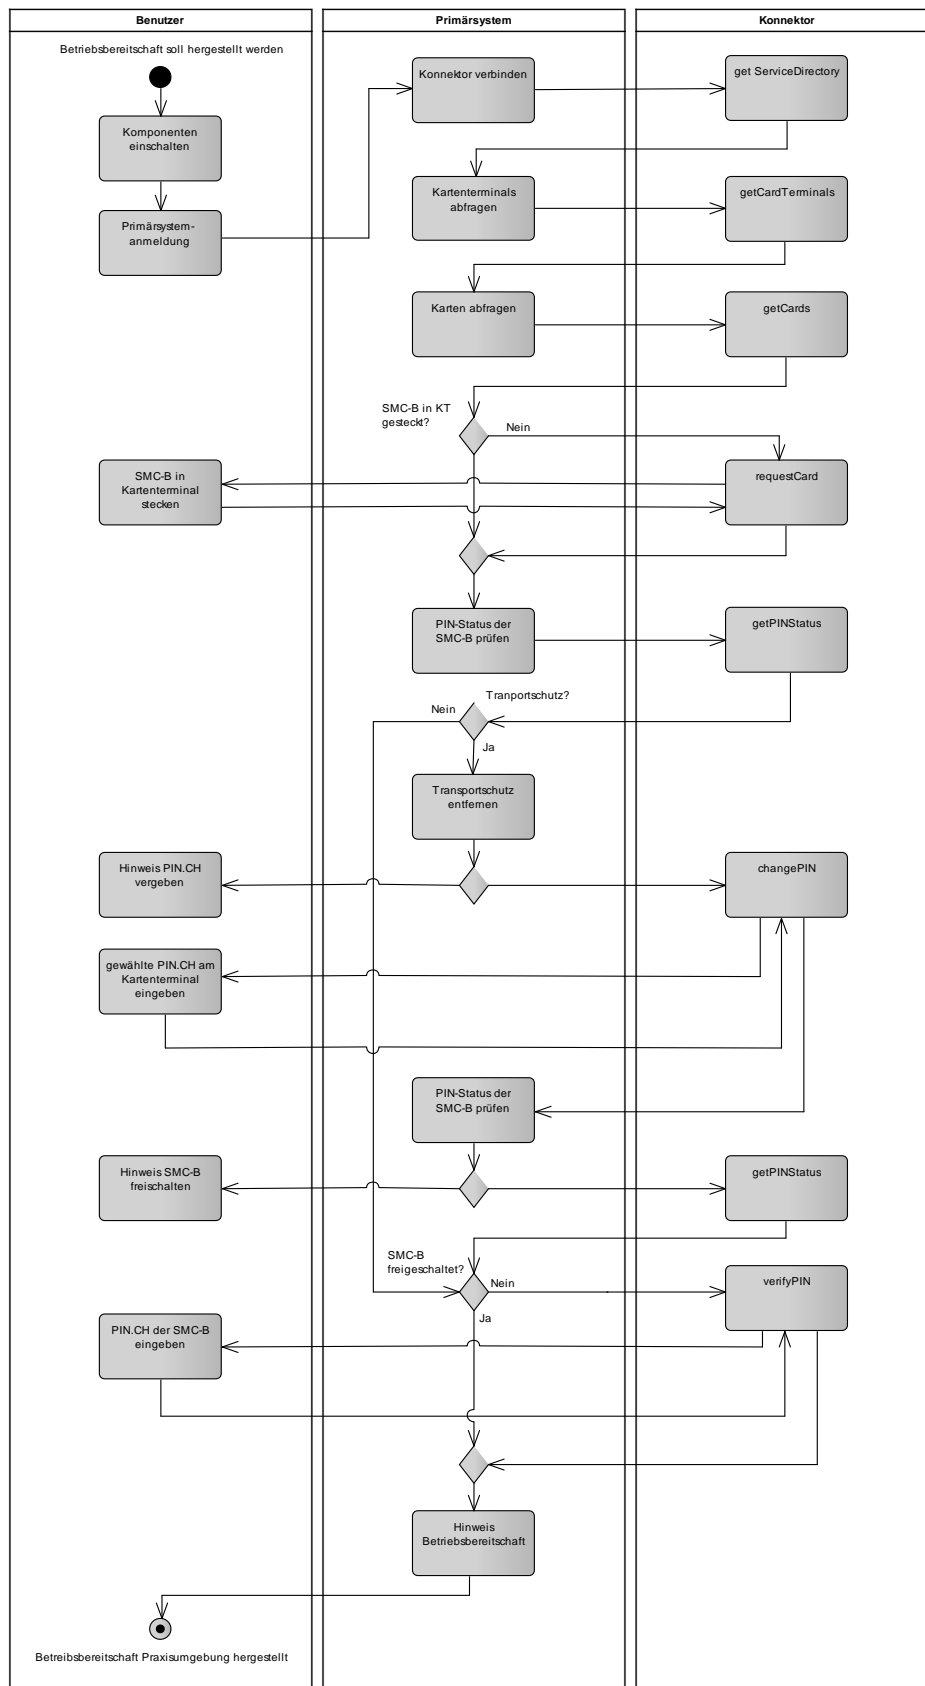 Benutzer
Primärsystem
Konnektor
Betriebsbereitschaft soll hergestellt werden
Konnektor verbinden
get ServiceDirectory
Komponenten
einschalten
Kartenterminals
abfragen
getCardTerminals
Primärsystem-
anmeldung
Karten abfragen
getCards
SMC-B in KT
gesteckt?
Nein
SMC-B in
Kartenterminal
stecken
requestCard
PIN-Status der
SMC-B prüfen
getPINStatus
Tranportschutz?
Nein
Ja
Transportschutz
entfernen
Hinweis PIN.CH
vergeben
changePIN
gewählte PIN.CH am
Kartenterminal
eingeben
PIN-Status der
SMC-B prüfen
Hinweis SMC-B
freischalten
getPINStatus
SMC-B
freigeschaltet?
Nein
verifyPIN
Ja
PIN.CH der SMC-B
eingeben
Hinweis
Betriebsbereitschaft
Betreibsbereitschaft Praxisumgebung hergestellt